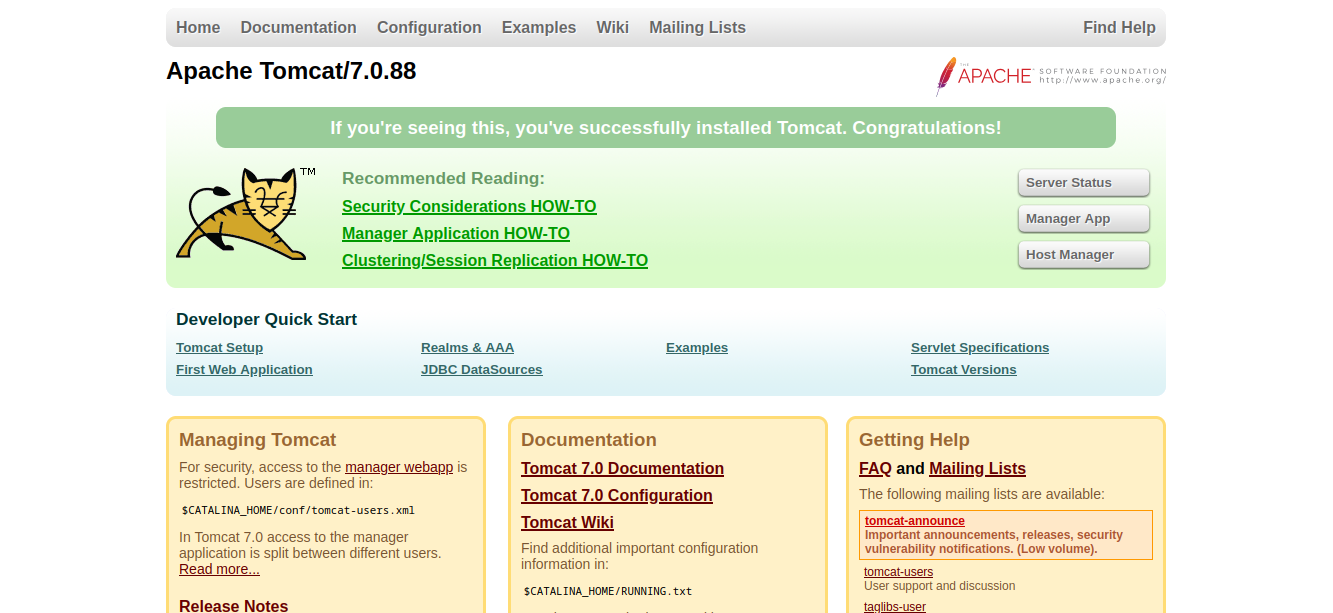 Home Documentation Configuration Examples Wiki Mailing Lists Find Help
Apache Tomcat/7.0.88
THE APACHE SOFTWARE FOUNDATION
http://www.apache.org/
If you're seeing this, you've successfully installed Tomcat. Congratulations!
TM
Recommended Reading:
Security Considerations HOW-TO
Manager Application HOW-TO
Clustering/Session Replication HOW-TO
Server Status
Manager App
Host Manager
Developer Quick Start
Tomcat Setup Realms & AAA Examples Servlet Specifications
First Web Application JDBC DataSources Tomcat Versions
Managing Tomcat
For security, access to the manager webapp is
restricted. Users are defined in:
$CATALINA_HOME/conf/tomcat-users.xml
In Tomcat 7.0 access to the manager
application is split between different users.
Read more...
Release Notes
Documentation
Tomcat 7.0 Documentation
Tomcat 7.0 Configuration
Tomcat Wiki
Find additional important configuration
information in:
$CATALINA_HOME/RUNNING.txt
Getting Help
FAQ and Mailing Lists
The following mailing lists are available:
tomcat-announce
Important announcements, releases, security
vulnerability notifications. (Low volume).
tomcat-users
User support and discussion
taglibs-user